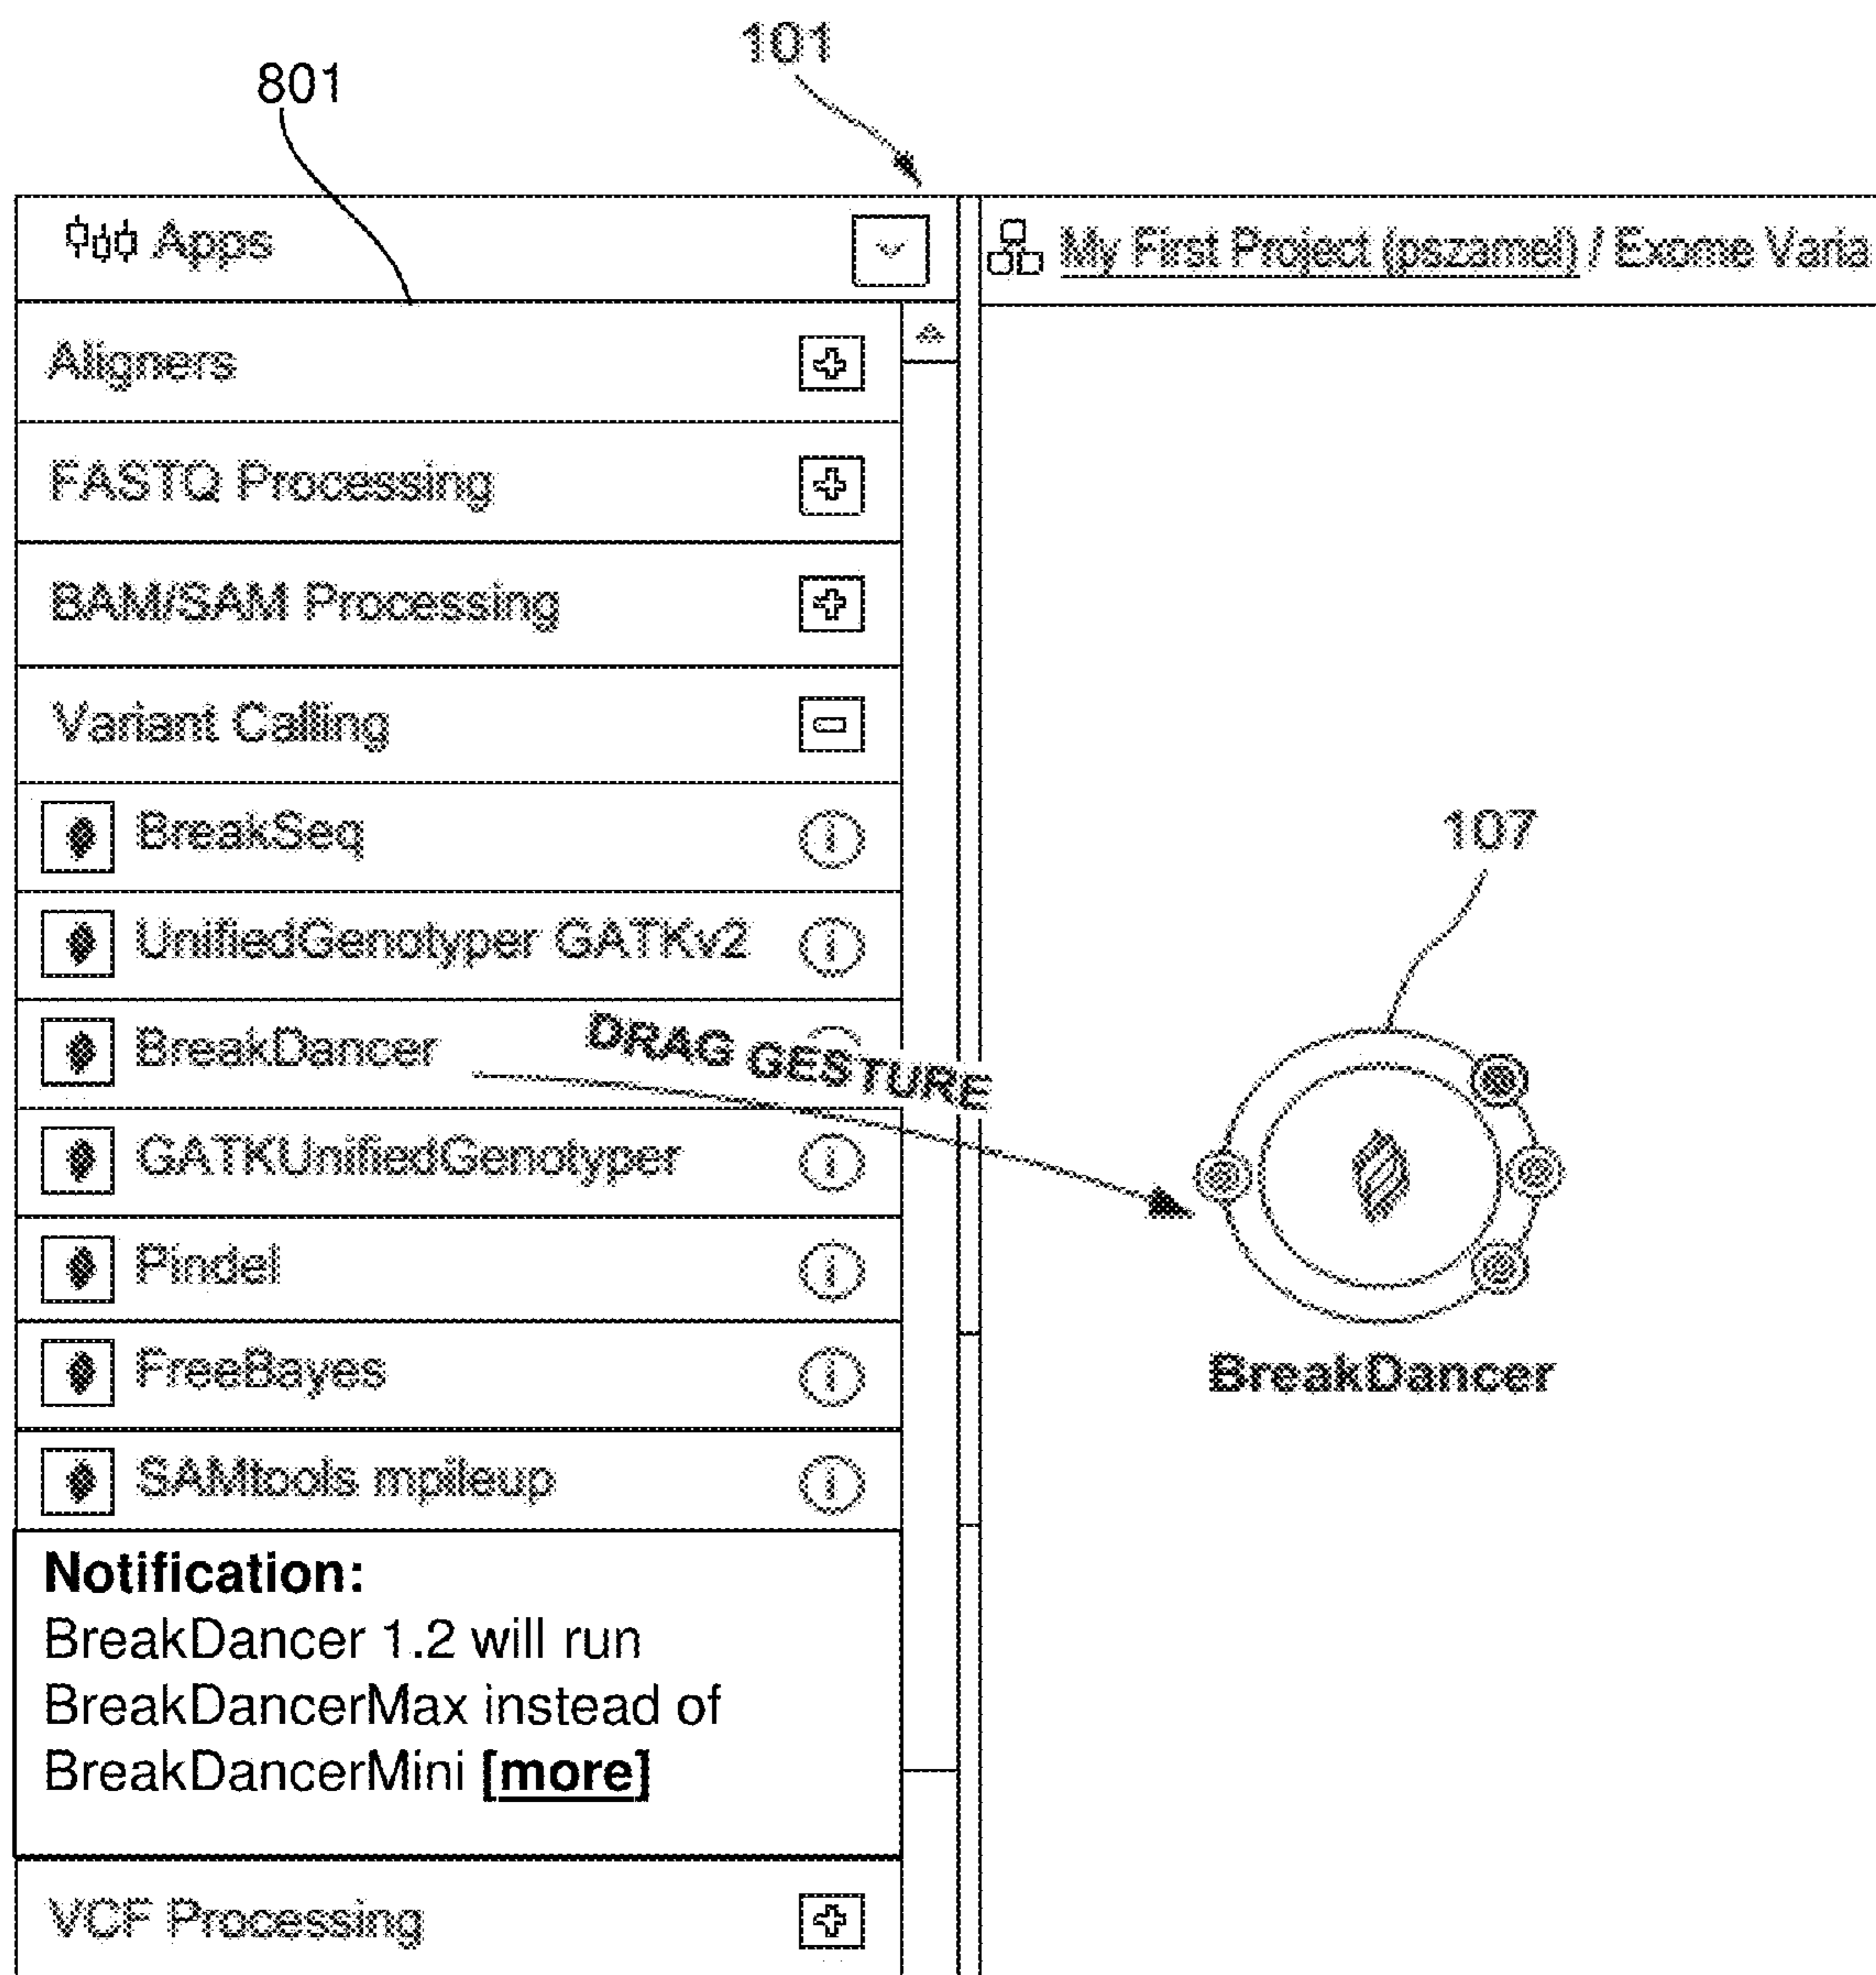 101
801
Apps
My First Project (pszamel) / Exome Varia
Aligners
FASTQ Processing
BAM/SAM Processing
Variant Calling
BreakSeq
107
UnifiedGenotyper GATKv2
BreakDancer
DRAG GESTURE
GATKUnifiedGenotyper
Pindel
FreeBayes
BreakDancer
SAMtools mpileup
Notification:
BreakDancer 1.2 will run
BreakDancerMax instead of
BreakDancerMini [more]
VCF Processing